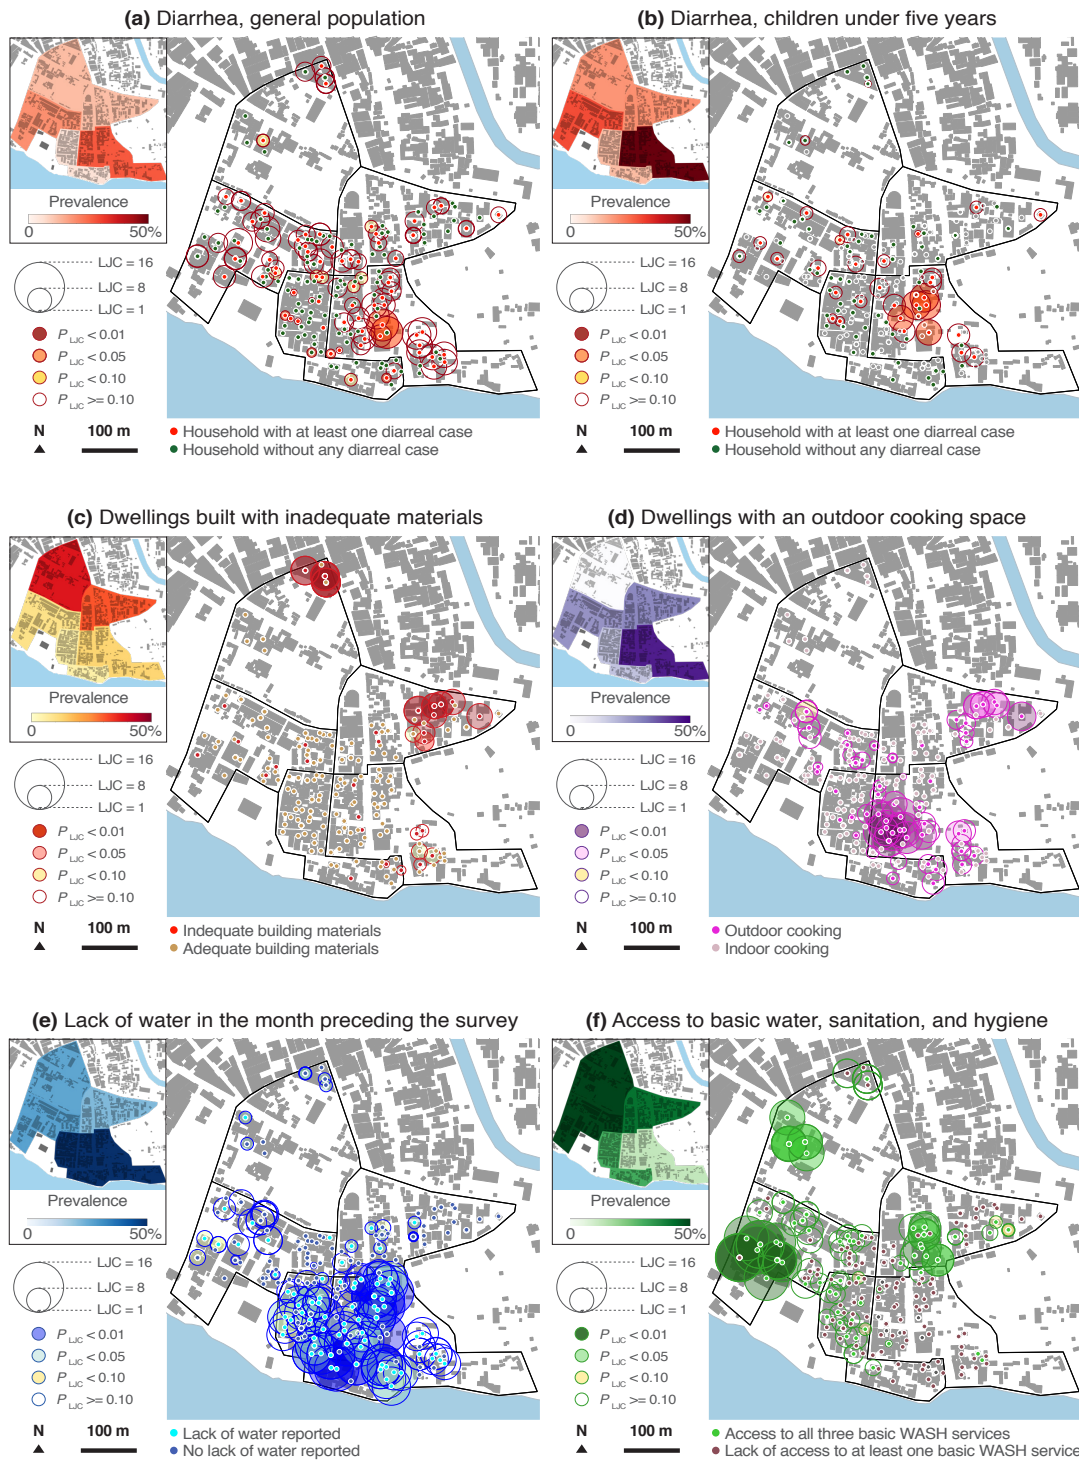 (a) Diarrhea, general population
Prevalence
0 50%
LJC = 16
LJC = 8
LJC = 1
P LJC < 0.01
P LJC < 0.05
P LJC < 0.10
P LJC >= 0.10
N 100 m
Household with at least one diarreal case
Household without any diarreal case
(b) Diarrhea, children under five years
Prevalence
0 50%
LJC = 16
LJC = 8
LJC = 1
P LJC < 0.01
P LJC < 0.05
P LJC < 0.10
P LJC >= 0.10
N 100 m
Household with at least one diarreal case
Household without any diarreal case
(c) Dwellings built with inadequate materials
Prevalence
0 50%
LJC = 16
LJC = 8
LJC = 1
P LJC < 0.01
P LJC < 0.05
P LJC < 0.10
P LJC >= 0.10
N 100 m
Indequate building materials
Adequate building materials
(d) Dwellings with an outdoor cooking space
Prevalence
0 50%
LJC = 16
LJC = 8
LJC = 1
P LJC < 0.01
P LJC < 0.05
P LJC < 0.10
P LJC >= 0.10
N 100 m
Outdoor cooking
Indoor cooking
(e) Lack of water in the month preceding the survey
Prevalence
0 50%
LJC = 16
LJC = 8
LJC = 1
P LJC < 0.01
P LJC < 0.05
P LJC < 0.10
P LJC >= 0.10
N 100 m
Lack of water reported
No lack of water reported
(f) Access to basic water, sanitation, and hygiene
Prevalence
0 50%
LJC = 16
LJC = 8
LJC = 1
P LJC < 0.01
P LJC < 0.05
P LJC < 0.10
P LJC >= 0.10
N 100 m
Access to all three basic WASH services
Lack of access to at least one basic WASH service